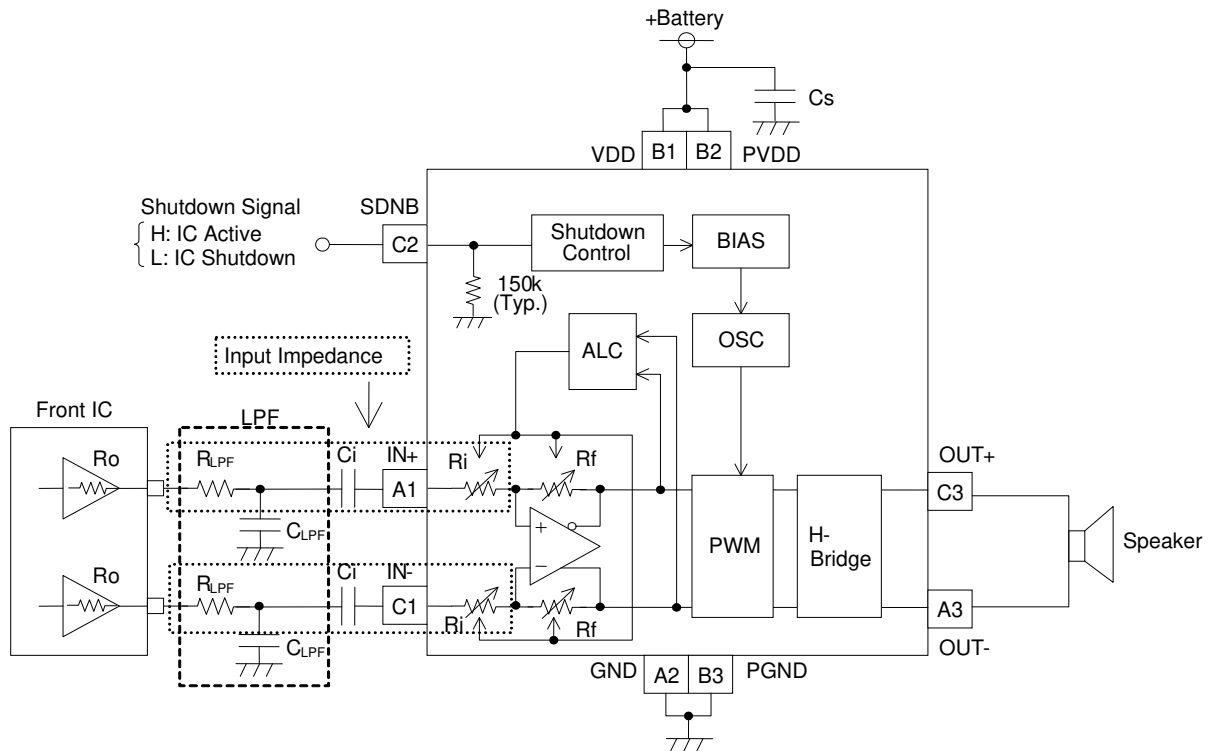 +Battery
Cs
VDD B1 B2 PVDD
Shutdown Signal
H: IC Active
L: IC Shutdown
SDNB
C2
Shutdown
Control
BIAS
150k
(Typ.)
OSC
ALC
Input Impedance
Front IC
LPF
Ro
RLPF
Ci
IN+
A1
Ri
Rf
CLPF
+
−
PWM
H-
Bridge
OUT+
C3
Speaker
Ro
RLPF
Ci
IN-
C1
Ri
Rf
CLPF
A3
OUT-
GND A2 B3 PGND